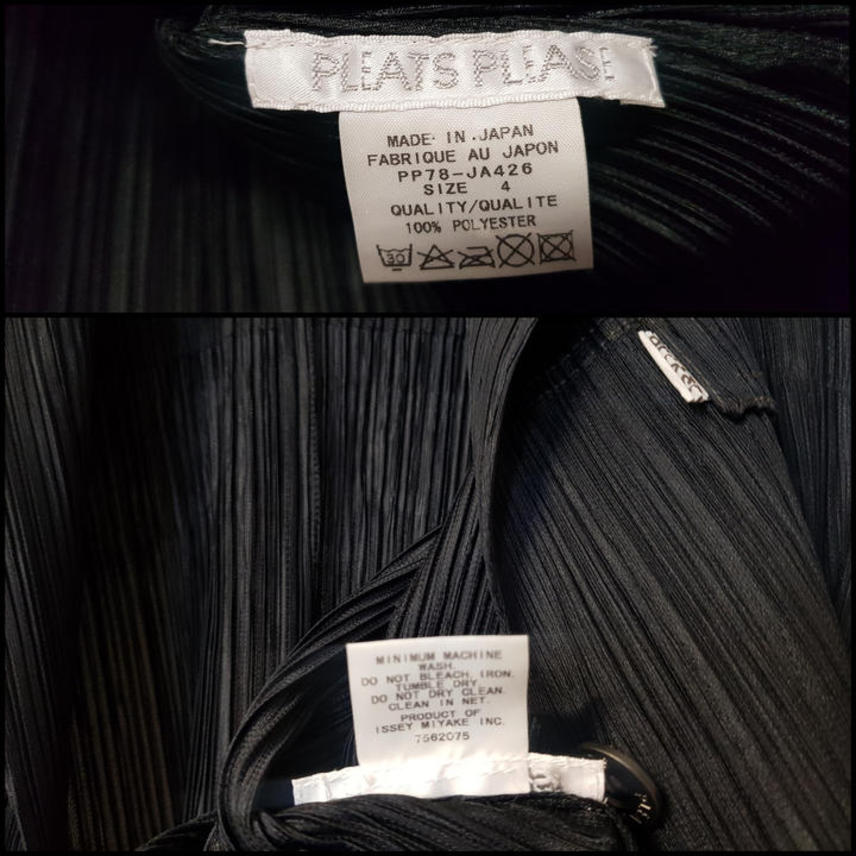 PLEATS PLEASE
MADE IN JAPAN
FABRIQUE AU JAPON
PP78-JA426
SIZE 4
QUALITY/QUALITE
100% POLYESTER
30
MINIMUM MACHINE
WASH.
DO NOT BLEACH, IRON.
TUMBLE DRY.
DO NOT DRY CLEAN.
CLEAN IN NET.
PRODUCT OF
ISSEY MIYAKE INC.
7562075